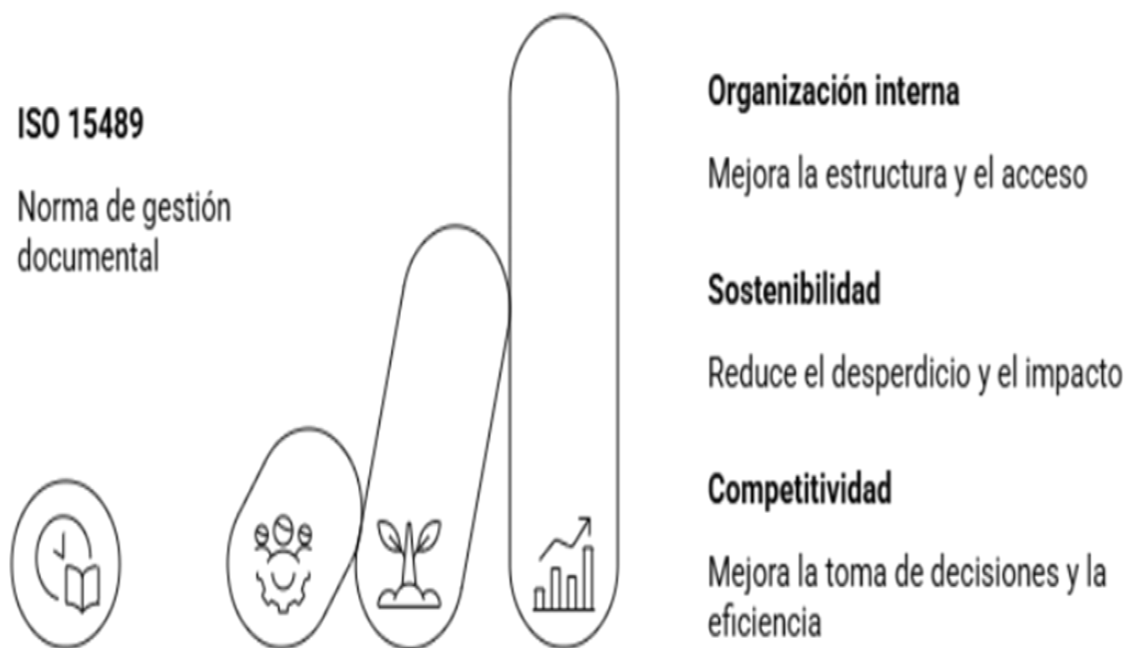 ISO 15489
Norma de gestión
documental
Organización interna
Mejora la estructura y el acceso
Sostenibilidad
Reduce el desperdicio y el impacto
Competitividad
Mejora la toma de decisiones y la
eficiencia